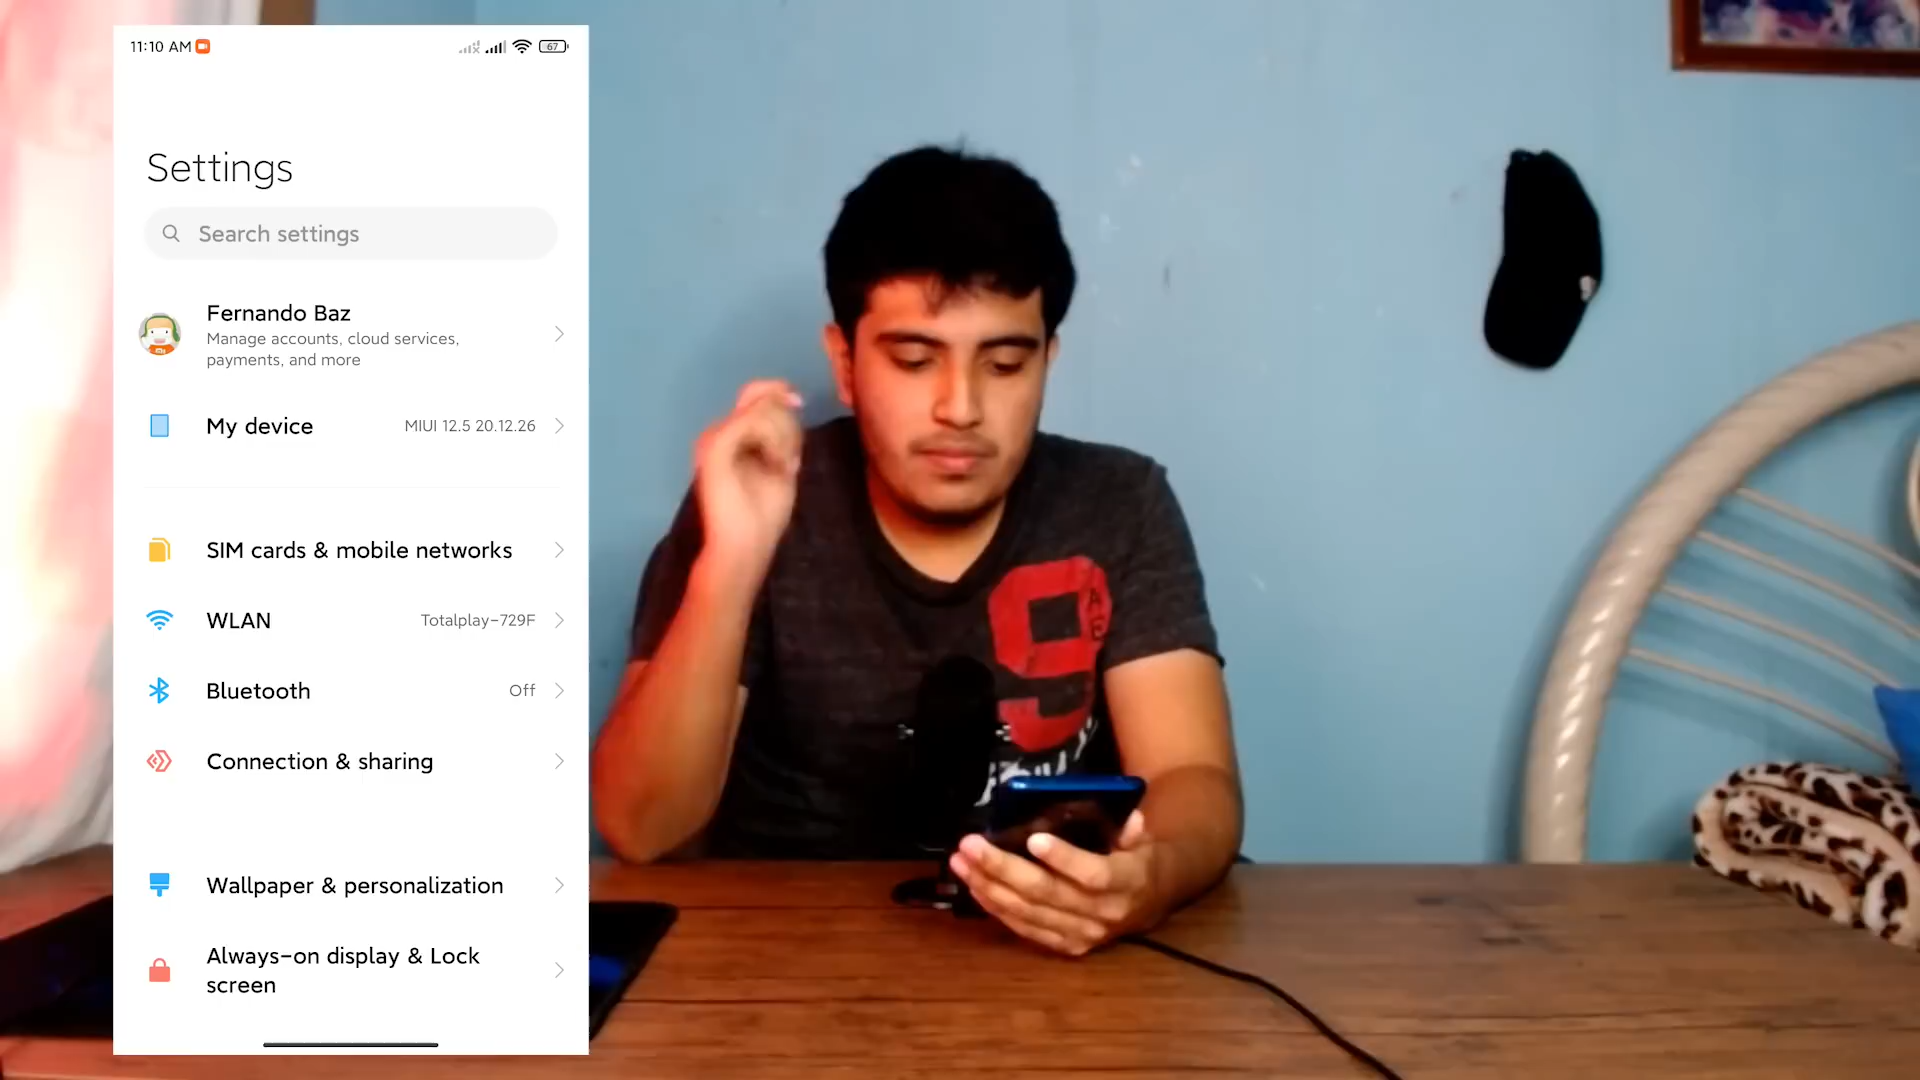 11:10 AM
67
Settings
Search settings
Fernando Baz
Manage accounts, cloud services,
payments, and more
My device
MIUI 12.5 20.12.26
SIM cards & mobile networks
WLAN
Totalplay-729F
Bluetooth
Off
Connection & sharing
Wallpaper & personalization
Always-on display & Lock
screen
9
A
E